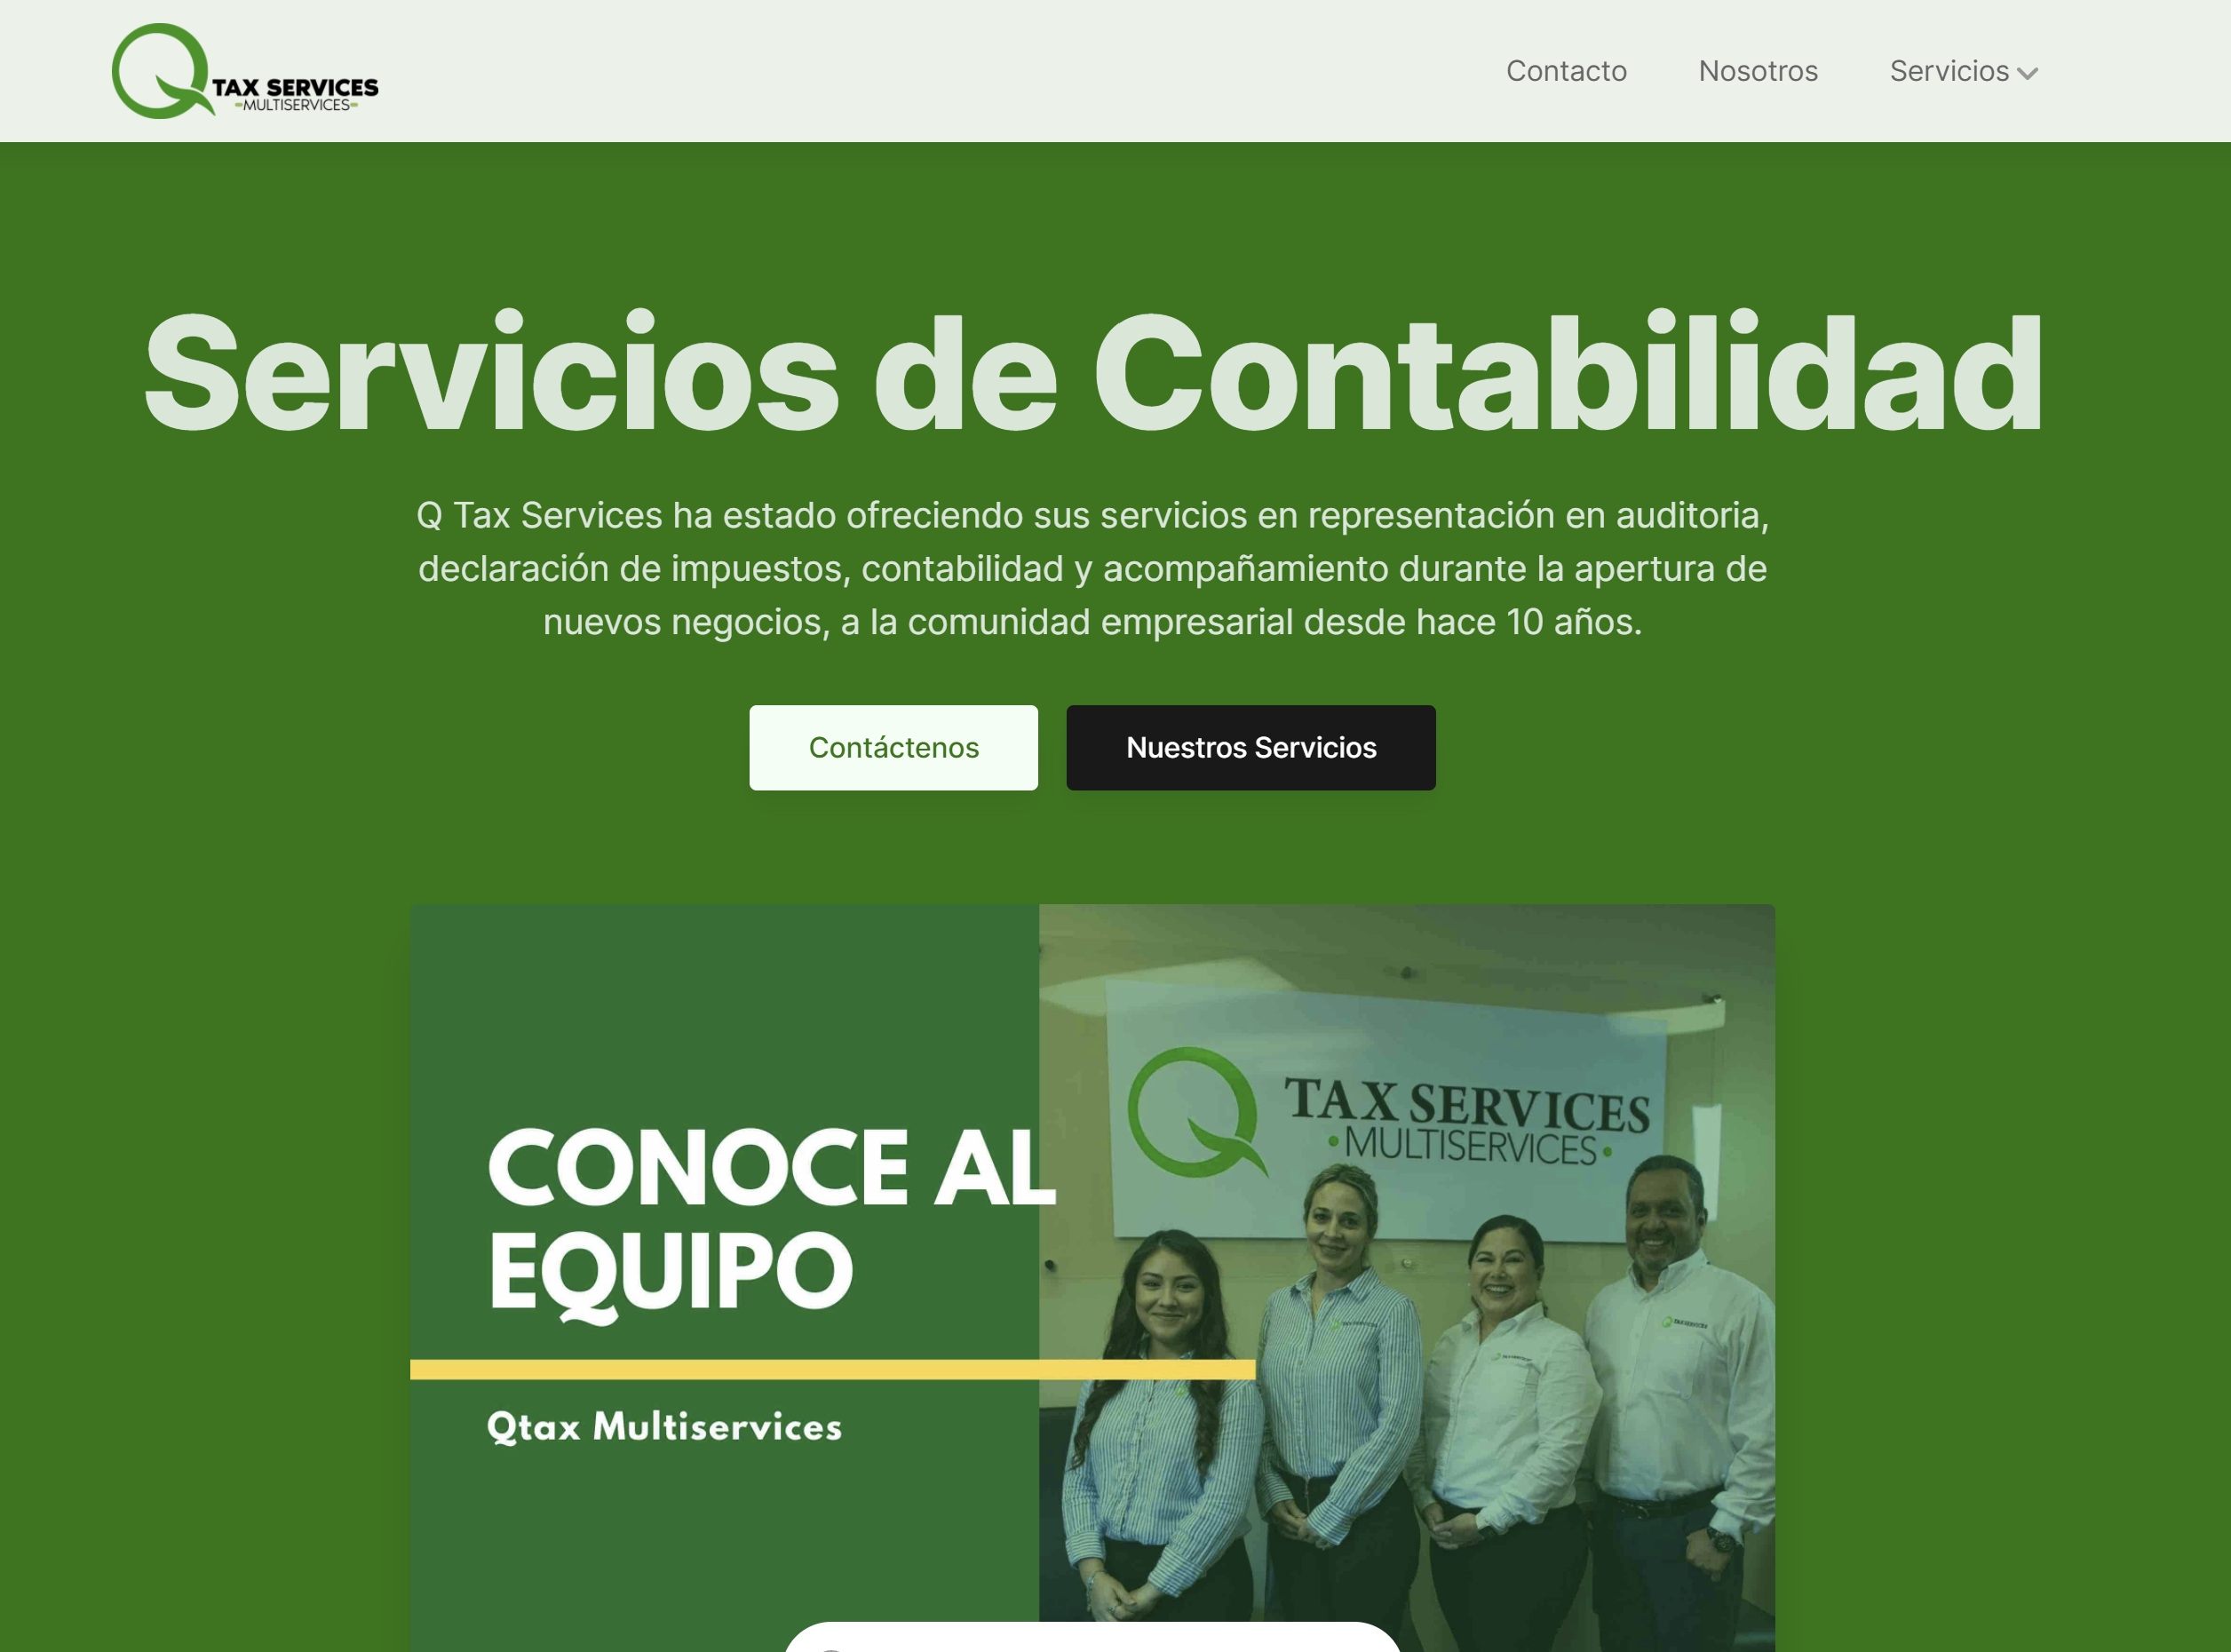 Q TAX SERVICES
MULTISERVICES
Contacto Nosotros Servicios
Servicios de Contabilidad
Q Tax Services ha estado ofreciendo sus servicios en representación en auditoria,
declaración de impuestos, contabilidad y acompañamiento durante la apertura de
nuevos negocios, a la comunidad empresarial desde hace 10 años.
Contáctenos Nuestros Servicios
CONOCE AL
EQUIPO
Qtax Multiservices
Q TAX SERVICES
•MULTISERVICES•